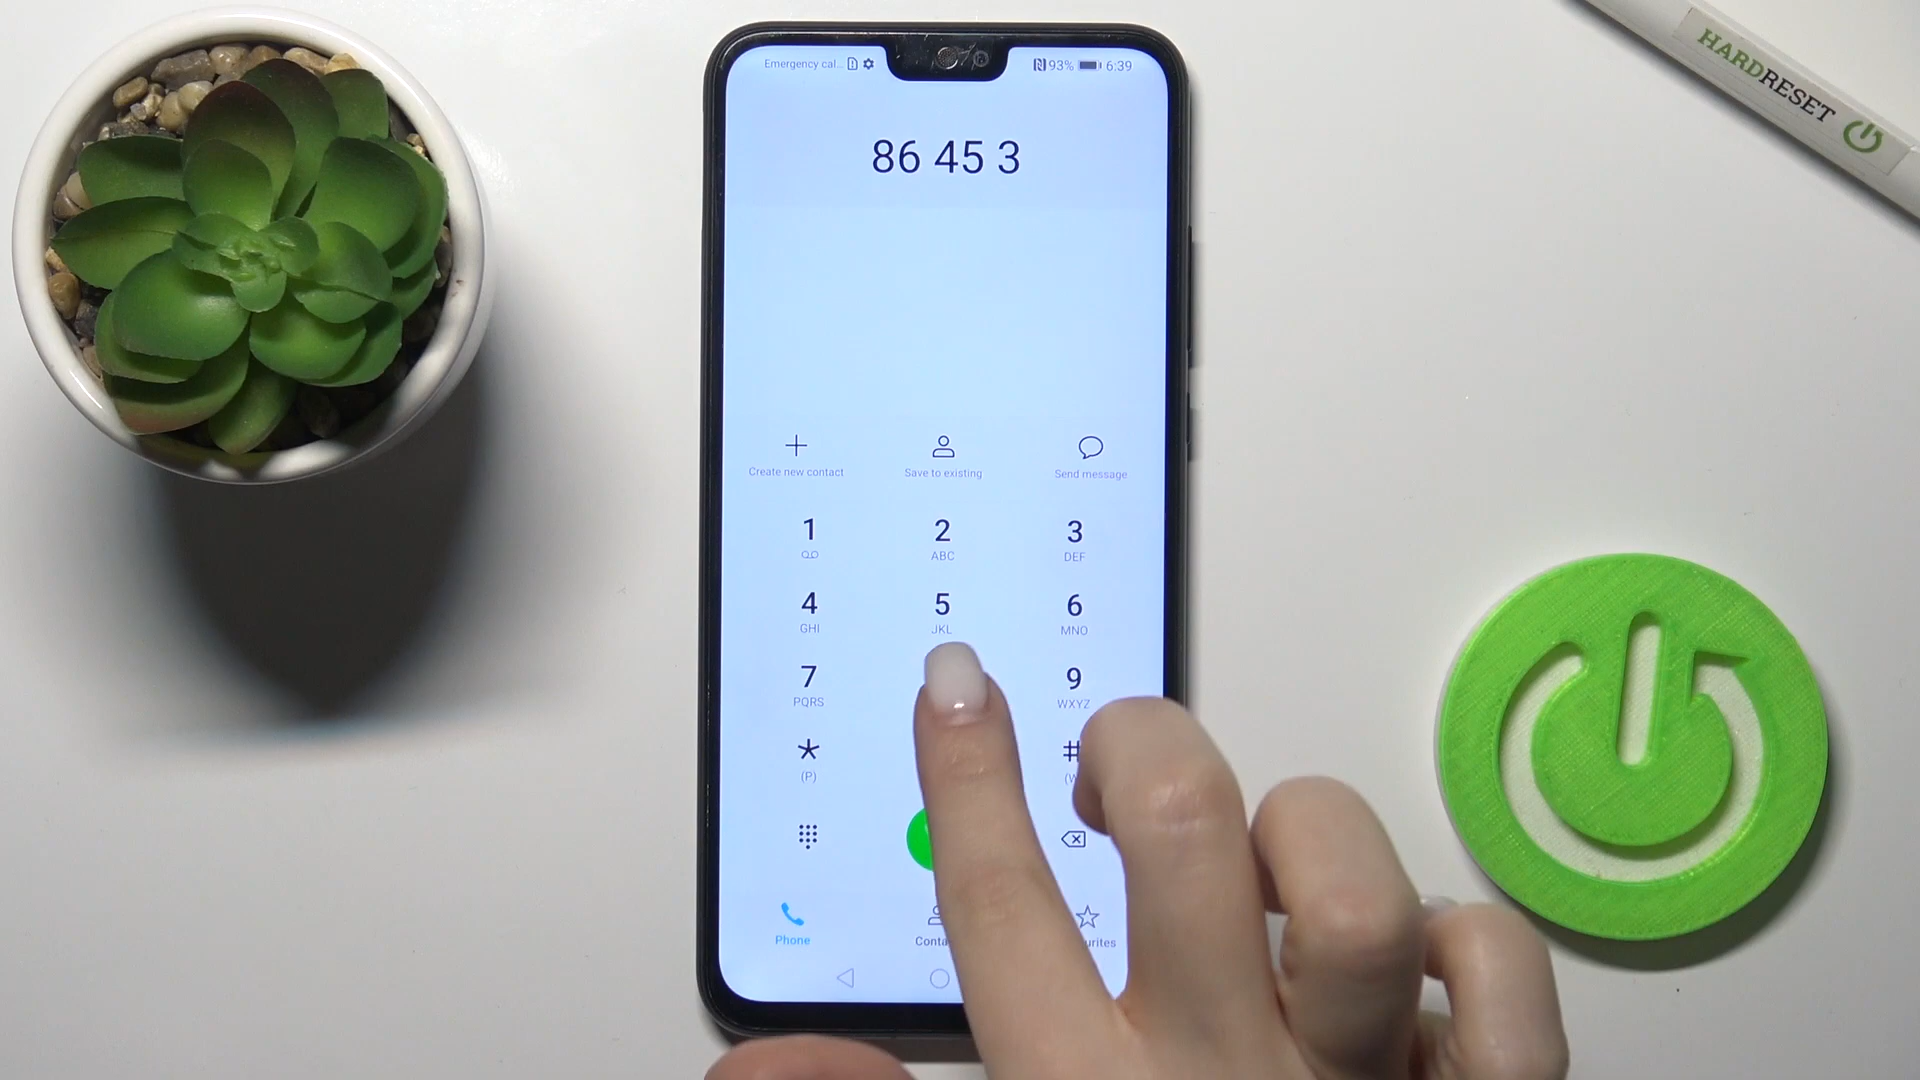 Emergency cal...
93% 6:39
HARDRESET
86 45 3
Create new contact
Save to existing
Send message
1
2
ABC
3
DEF
4
GHI
5
JKL
6
MNO
7
PQRS
9
WXYZ
*
(P)
#
Phone